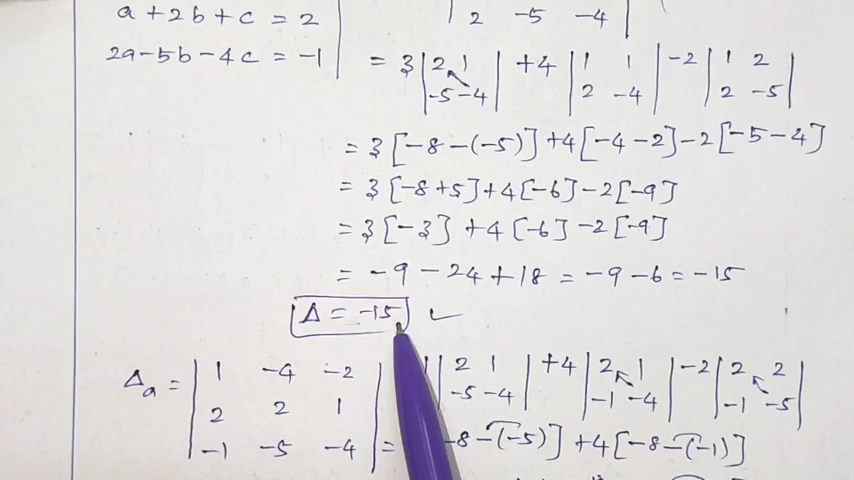 a + 2b + c = 2 | 2 -5 -4 |
2a - 5b - 4c = -1
= 3 | 2 1 | + 4 | 1 1 | - 2 | 1 2 |
| -5 -4 | | 2 -4 | | 2 -5 |
= 3 [-8 - (-5)] + 4 [-4 - 2] - 2 [-5 - 4]
= 3 [-8 + 5] + 4 [-6] - 2 [-9]
= 3 [-3] + 4 [-6] - 2 [-9]
= -9 - 24 + 18 = -9 - 6 = -15
Δ = -15 ✓
Δa = | 1 -4 -2 | | 2 1 | + 4 | 2 1 | - 2 | 2 2 |
| 2 2 1 | | -5 -4 | | -1 -4 | | -1 -5 |
| -1 -5 -4 | = -8 - (-5)] + 4 [-8 - (-1)]